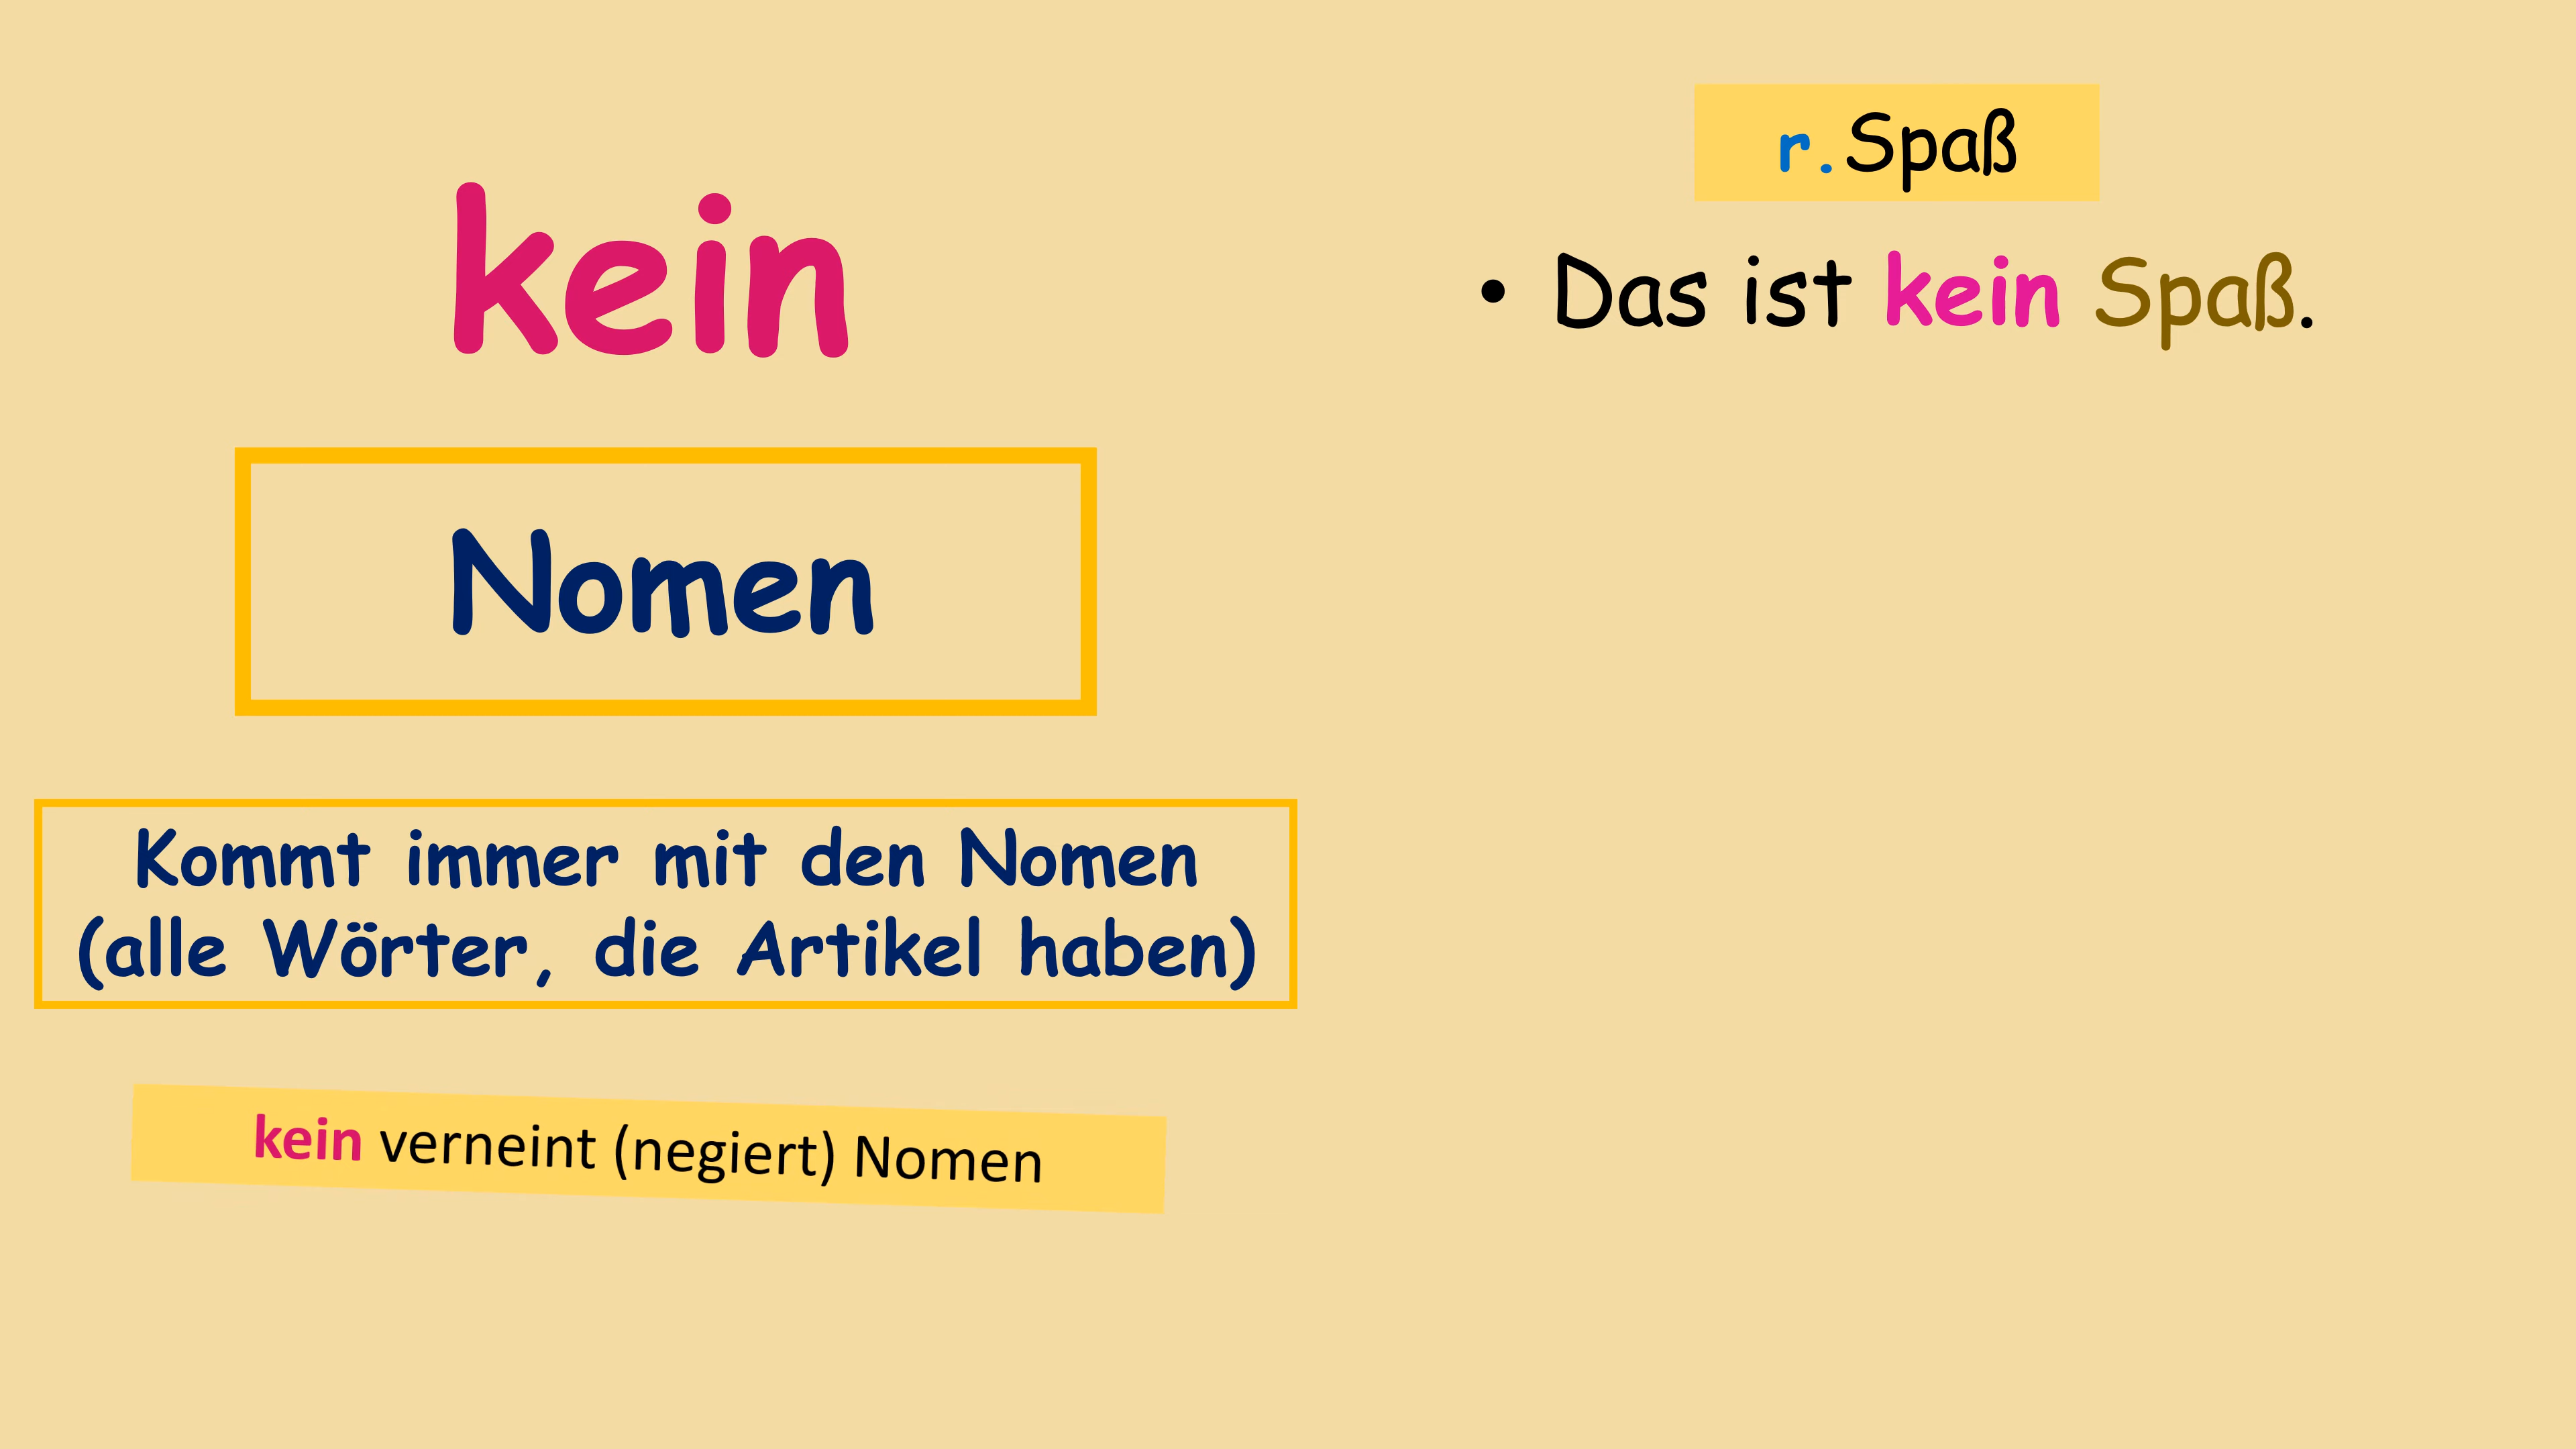 kein
Nomen
Kommt immer mit den Nomen
(alle Wörter, die Artikel haben)
kein verneint (negiert) Nomen
r. Spaß
• Das ist kein Spaß.